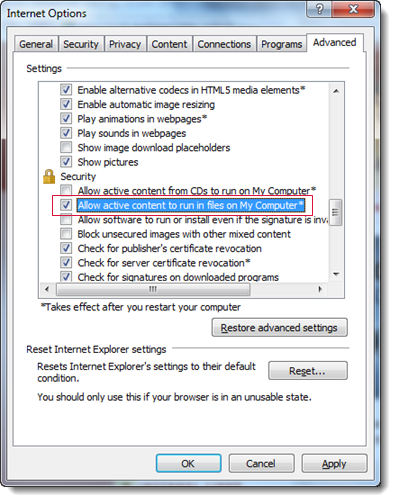 Internet Options
General Security Privacy Content Connections Programs Advanced
Settings
Enable alternative codecs in HTML5 media elements*
Enable automatic image resizing
Play animations in webpages*
Play sounds in webpages
Show image download placeholders
Show pictures
Security
Allow active content from CDs to run on My Computer*
Allow active content to run in files on My Computer*
Allow software to run or install even if the signature is inva
Block unsecured images with other mixed content
Check for publisher's certificate revocation
Check for server certificate revocation*
Check for signatures on downloaded programs
*Takes effect after you restart your computer
Restore advanced settings
Reset Internet Explorer settings
Resets Internet Explorer's settings to their default
condition.
Reset...
You should only use this if your browser is in an unusable state.
OK Cancel Apply